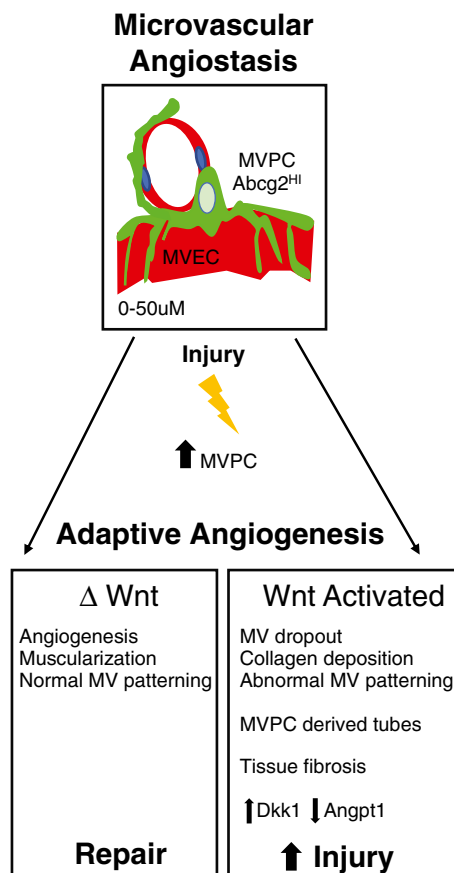 Microvascular
Angiostasis
MVPC
Abcg2HI
MVEC
0-50uM
Injury
MVPC
Adaptive Angiogenesis
Δ Wnt
Angiogenesis
Muscularization
Normal MV patterning
Repair
Wnt Activated
MV dropout
Collagen deposition
Abnormal MV patterning
MVPC derived tubes
Tissue fibrosis
Dkk1 Angpt1
Injury